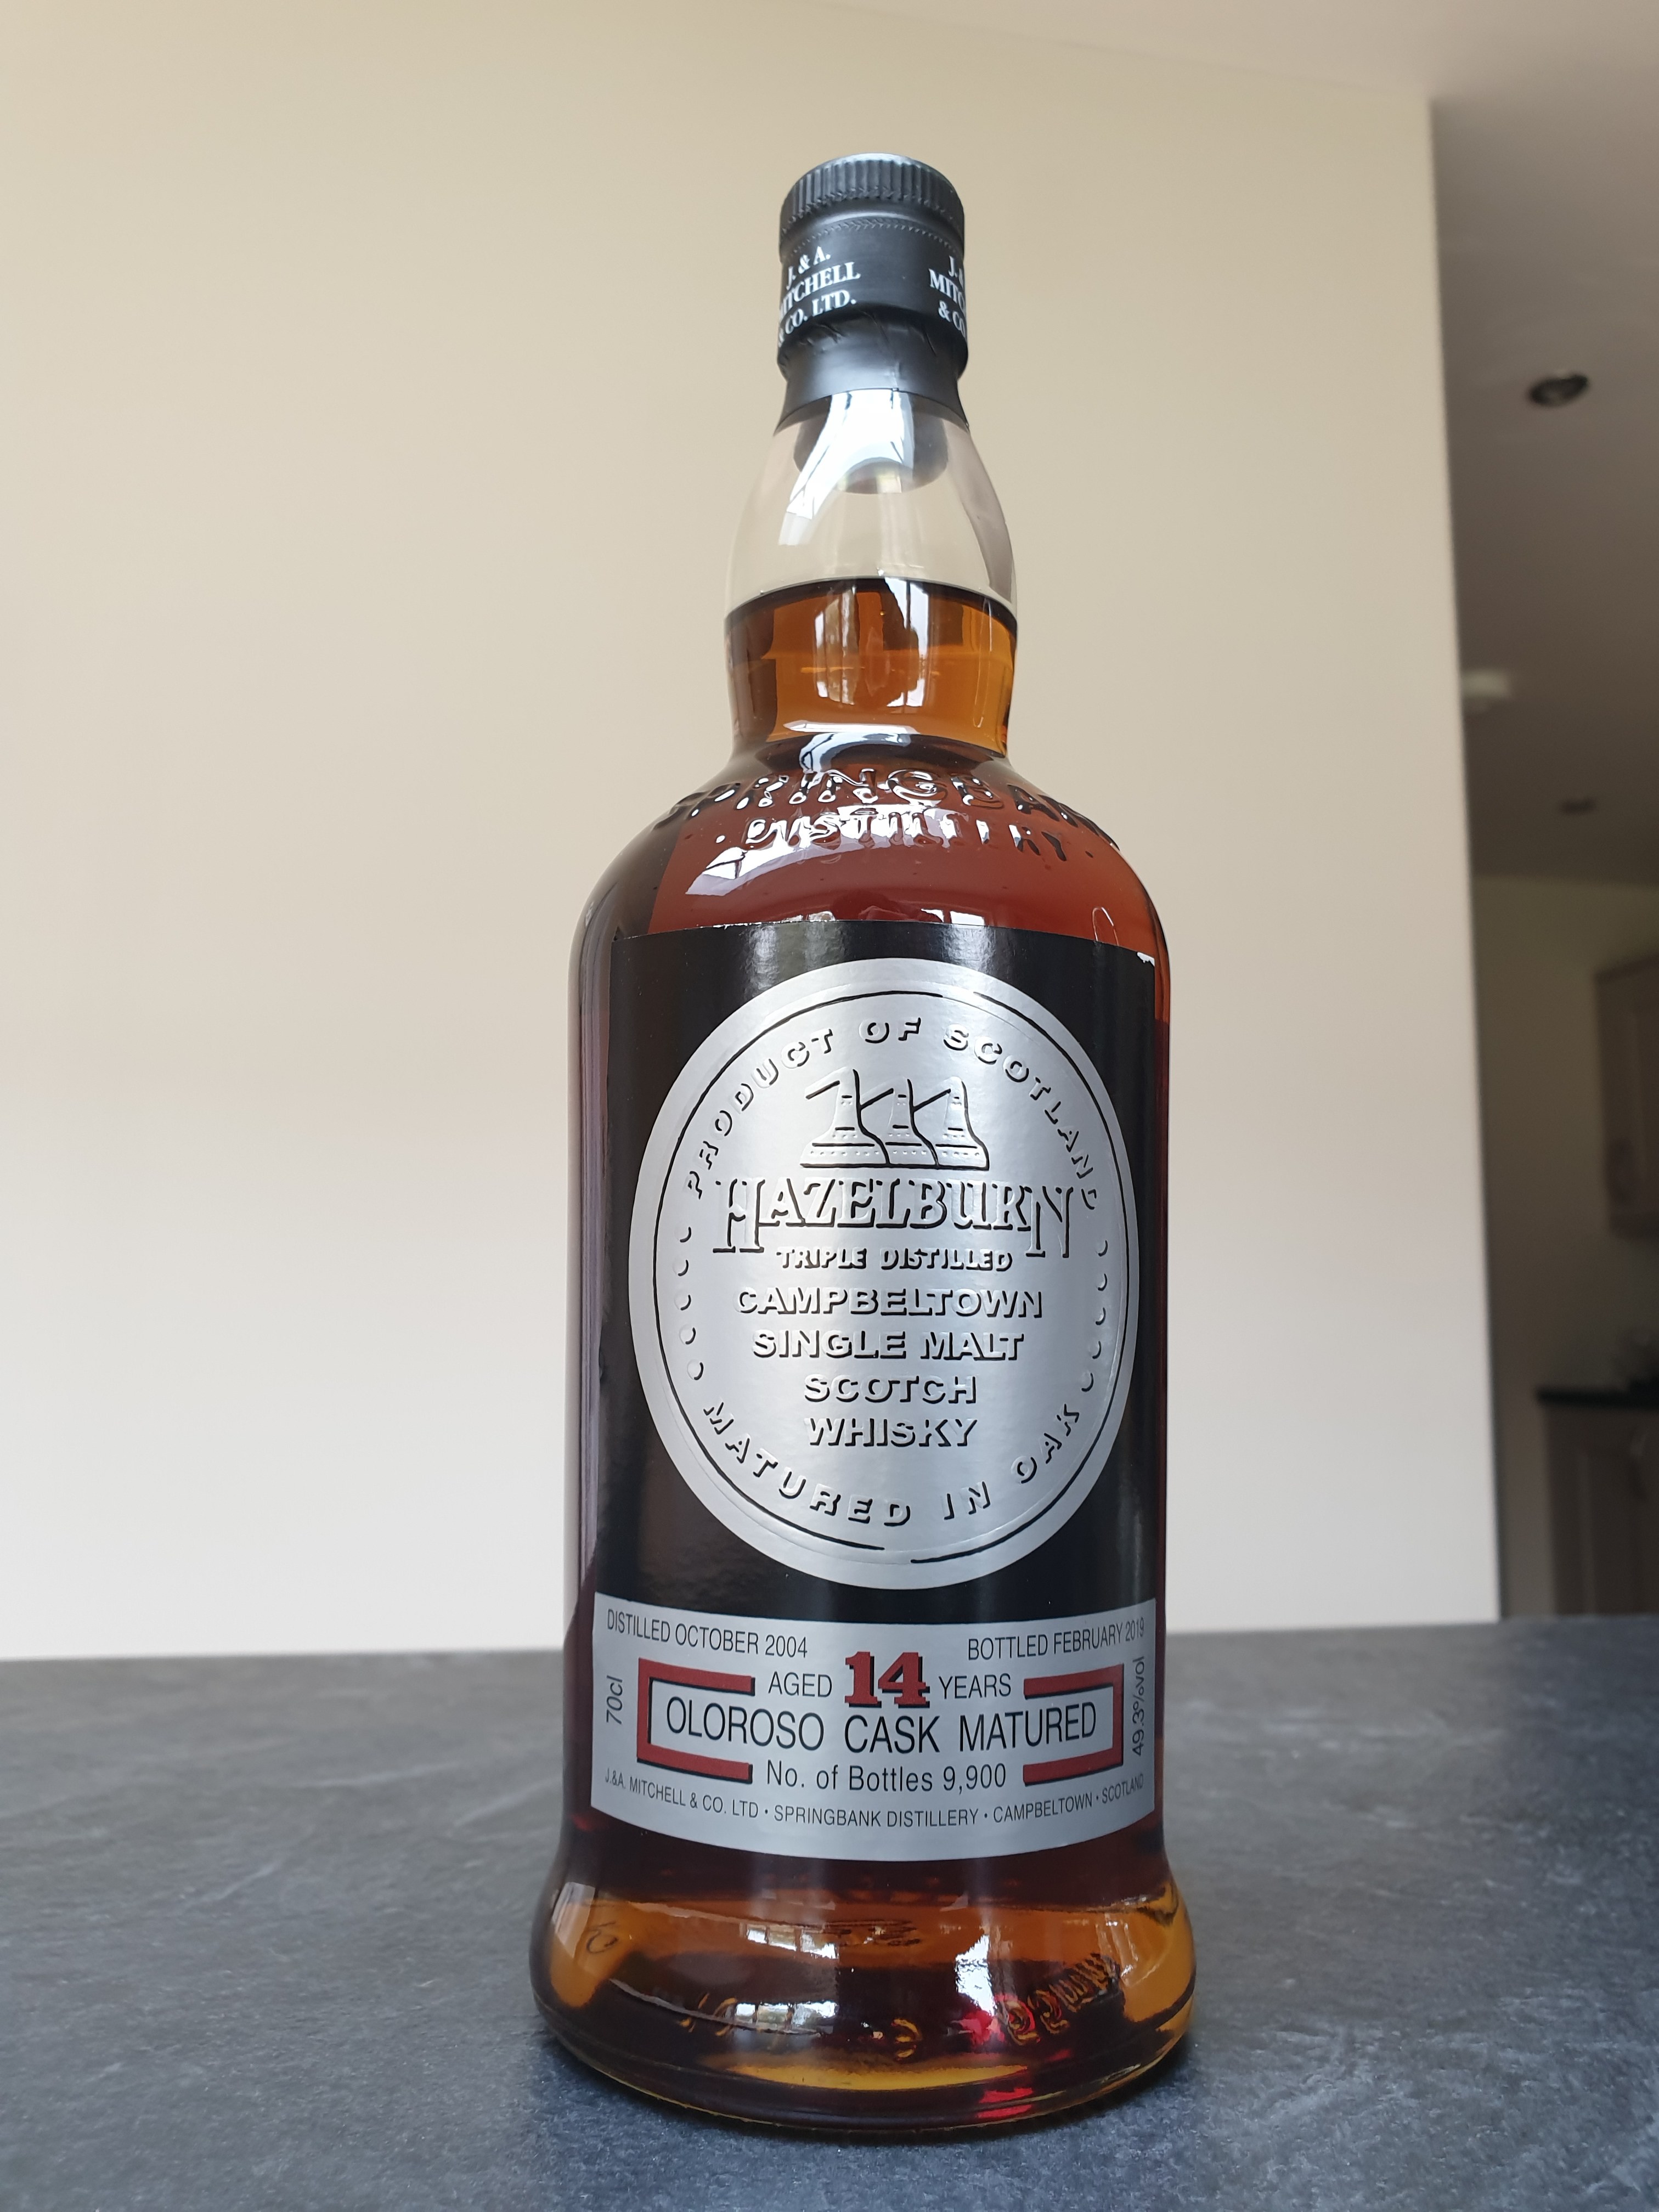 J. & A.
MITCHELL
& CO. LTD.
SPRINGBANK
· DISTILLERY ·
PRODUCT OF SCOTLAND
HAZELBURN
TRIPLE DISTILLED
CAMPBELTOWN
SINGLE MALT
SCOTCH
WHISKY
MATURED IN OAK
DISTILLED OCTOBER 2004
BOTTLED FEBRUARY 2019
AGED 14 YEARS
70cl
OLOROSO CASK MATURED
49.3%vol
No. of Bottles 9,900
J.&A. MITCHELL & CO. LTD · SPRINGBANK DISTILLERY · CAMPBELTOWN · SCOTLAND